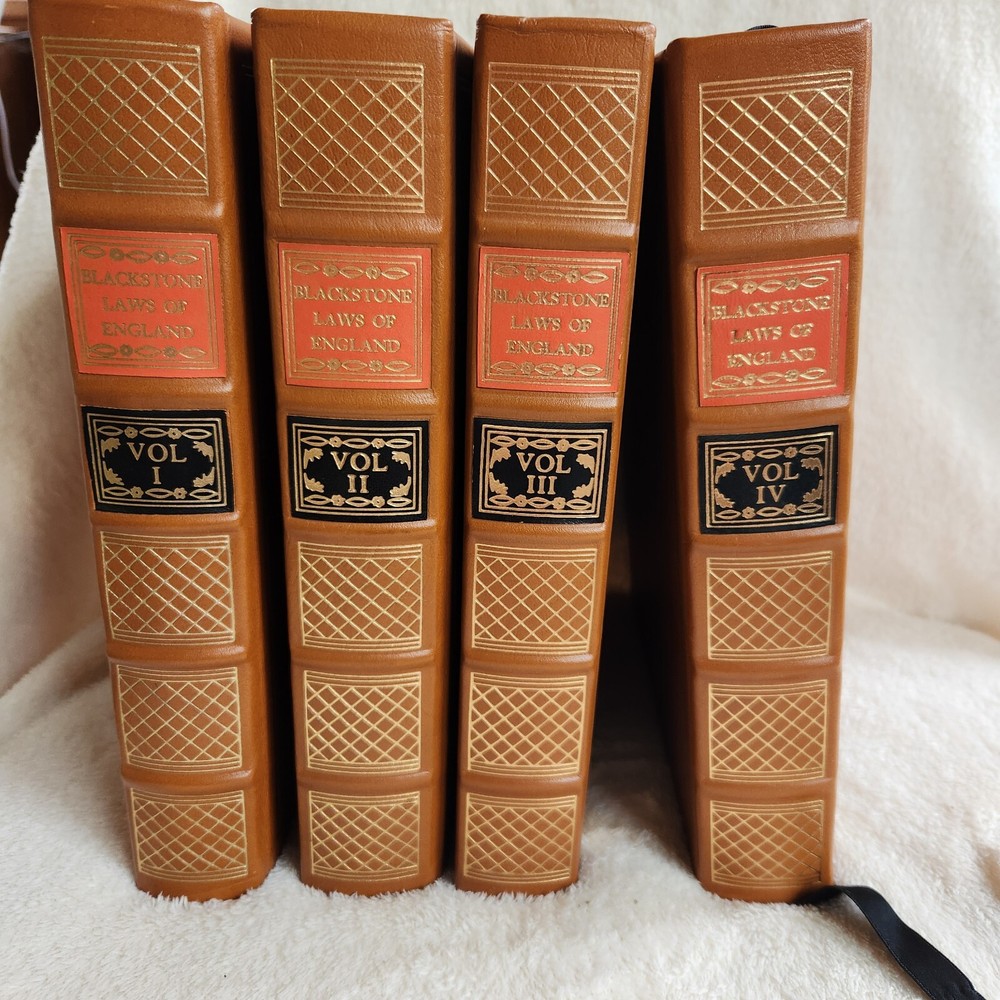 BLACKSTONE
LAWS OF
ENGLAND
VOL
I
BLACKSTONE
LAWS OF
ENGLAND
VOL
II
BLACKSTONE
LAWS OF
ENGLAND
VOL
III
BLACKSTONE
LAWS OF
ENGLAND
VOL
IV